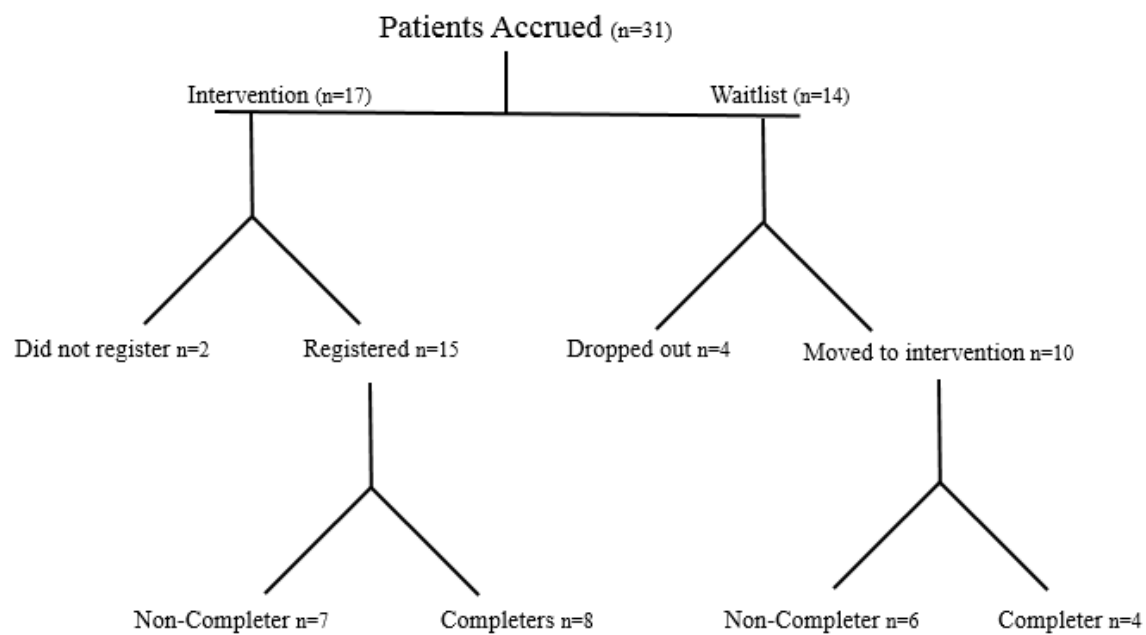 Patients Accrued (n=31)
Intervention (n=17)
Waitlist (n=14)
Did not register n=2
Registered n=15
Dropped out n=4
Moved to intervention n=10
Non-Completer n=7
Completers n=8
Non-Completer n=6
Completer n=4